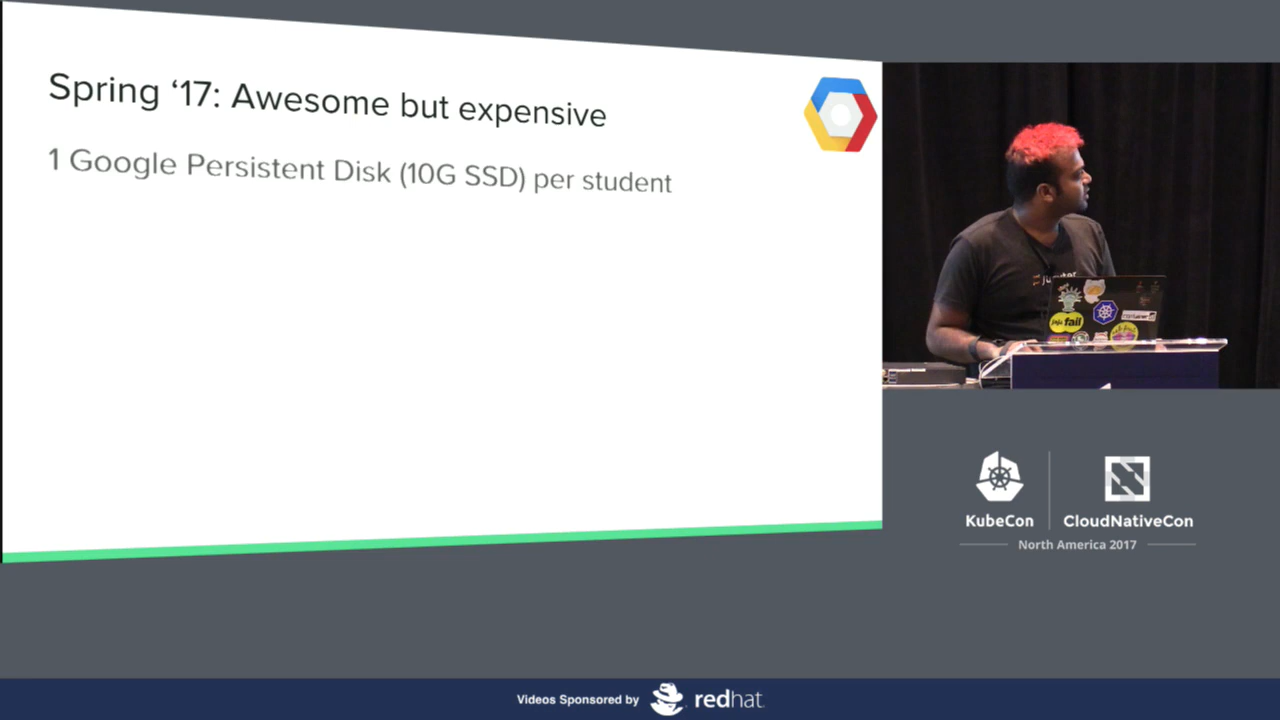 Spring ‘17: Awesome but expensive
1 Google Persistent Disk (10G SSD) per student
fail
KubeCon
CloudNativeCon
North America 2017
Videos Sponsored by
redhat.